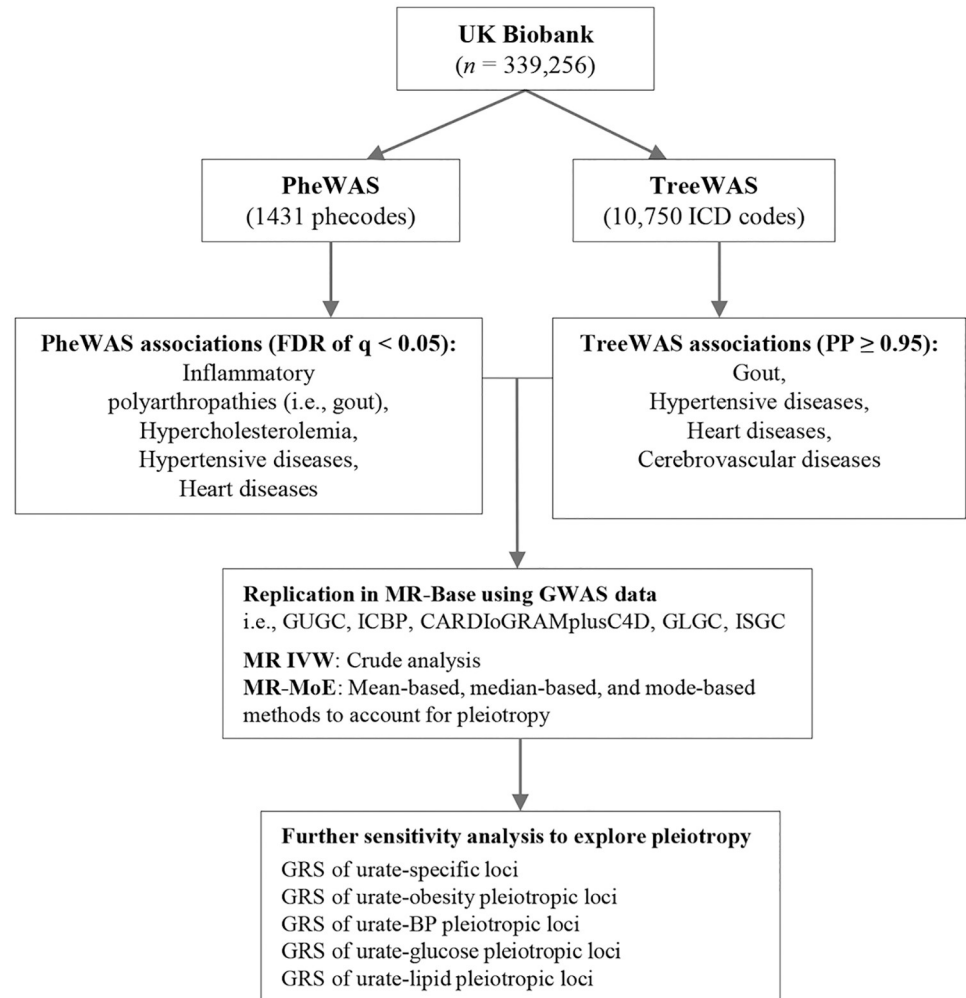 UK Biobank
(n = 339,256)
PheWAS
(1431 phecodes)
TreeWAS
(10,750 ICD codes)
PheWAS associations (FDR of q < 0.05):
Inflammatory
polyarthropathies (i.e., gout),
Hypercholesterolemia,
Hypertensive diseases,
Heart diseases
TreeWAS associations (PP ≥ 0.95):
Gout,
Hypertensive diseases,
Heart diseases,
Cerebrovascular diseases
Replication in MR-Base using GWAS data
i.e., GUGC, ICBP, CARDIoGRAMplusC4D, GLGC, ISGC
MR IVW: Crude analysis
MR-MoE: Mean-based, median-based, and mode-based
methods to account for pleiotropy
Further sensitivity analysis to explore pleiotropy
GRS of urate-specific loci
GRS of urate-obesity pleiotropic loci
GRS of urate-BP pleiotropic loci
GRS of urate-glucose pleiotropic loci
GRS of urate-lipid pleiotropic loci